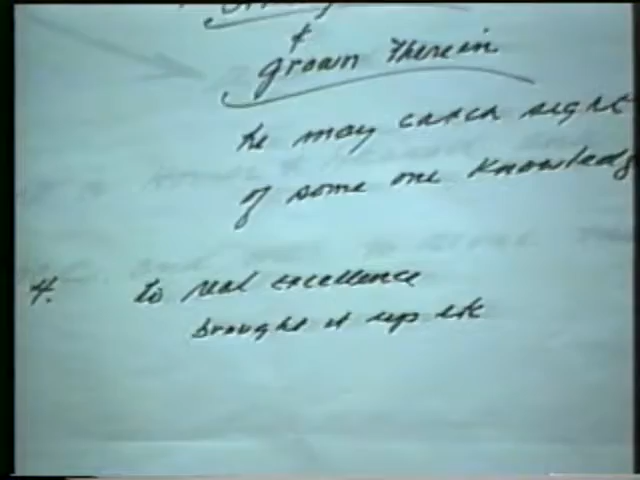 &
grown therein
he may catch sight
of some one knowledg
4. to real excellence
brought it up etc